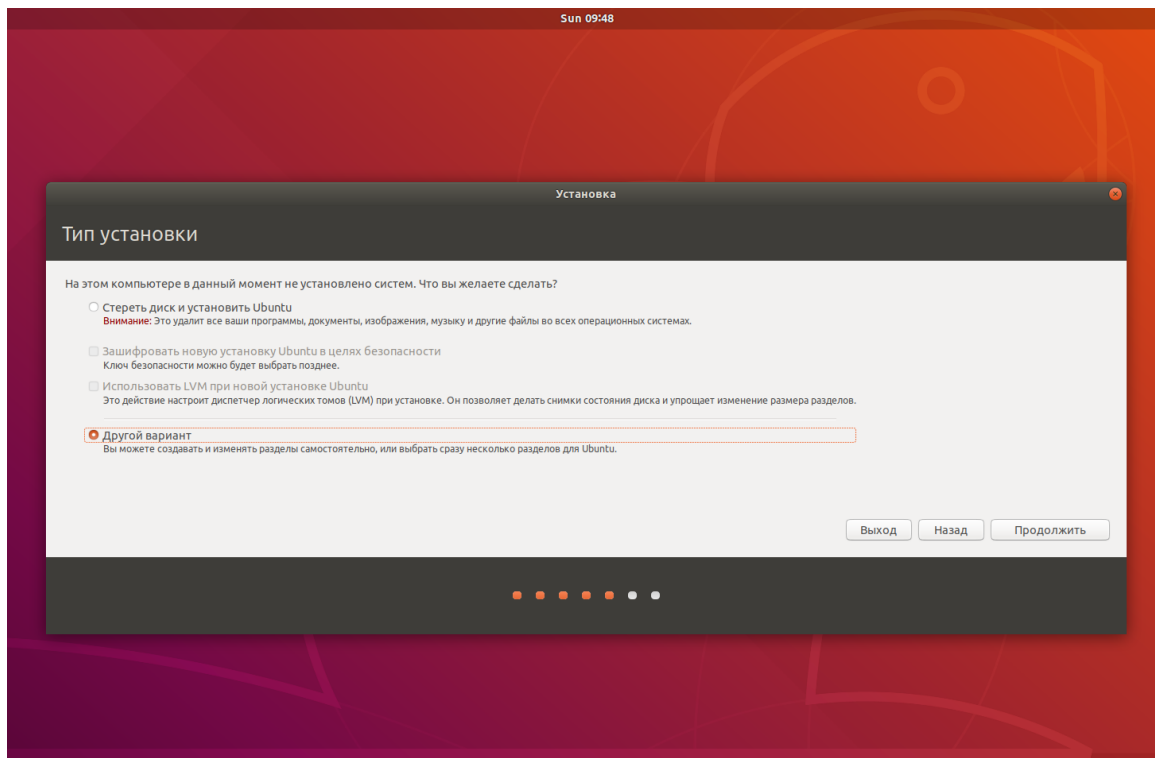 Sun 09:48
Установка
Тип установки
На этом компьютере в данный момент не установлено систем. Что вы желаете сделать?
Стереть диск и установить Ubuntu
Внимание: Это удалит все ваши программы, документы, изображения, музыку и другие файлы во всех операционных системах.
Зашифровать новую установку Ubuntu в целях безопасности
Ключ безопасности можно будет выбрать позднее.
Использовать LVM при новой установке Ubuntu
Это действие настроит диспетчер логических томов (LVM) при установке. Он позволяет делать снимки состояния диска и упрощает изменение размера разделов.
Другой вариант
Вы можете создавать и изменять разделы самостоятельно, или выбрать сразу несколько разделов для Ubuntu.
Выход Назад Продолжить